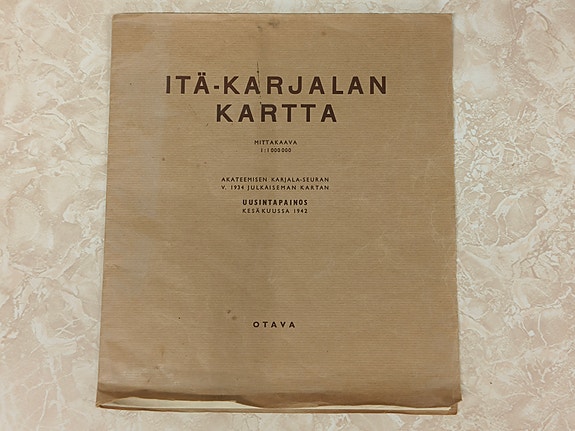 ITÄ-KARJALAN
KARTTA
MITTAKAAVA
1:1 000 000
AKATEEMISEN KARJALA-SEURAN
V. 1934 JULKAISEMAN KARTAN
UUSINTAPAINOS
KESÄKUUSSA 1942
OTAVA